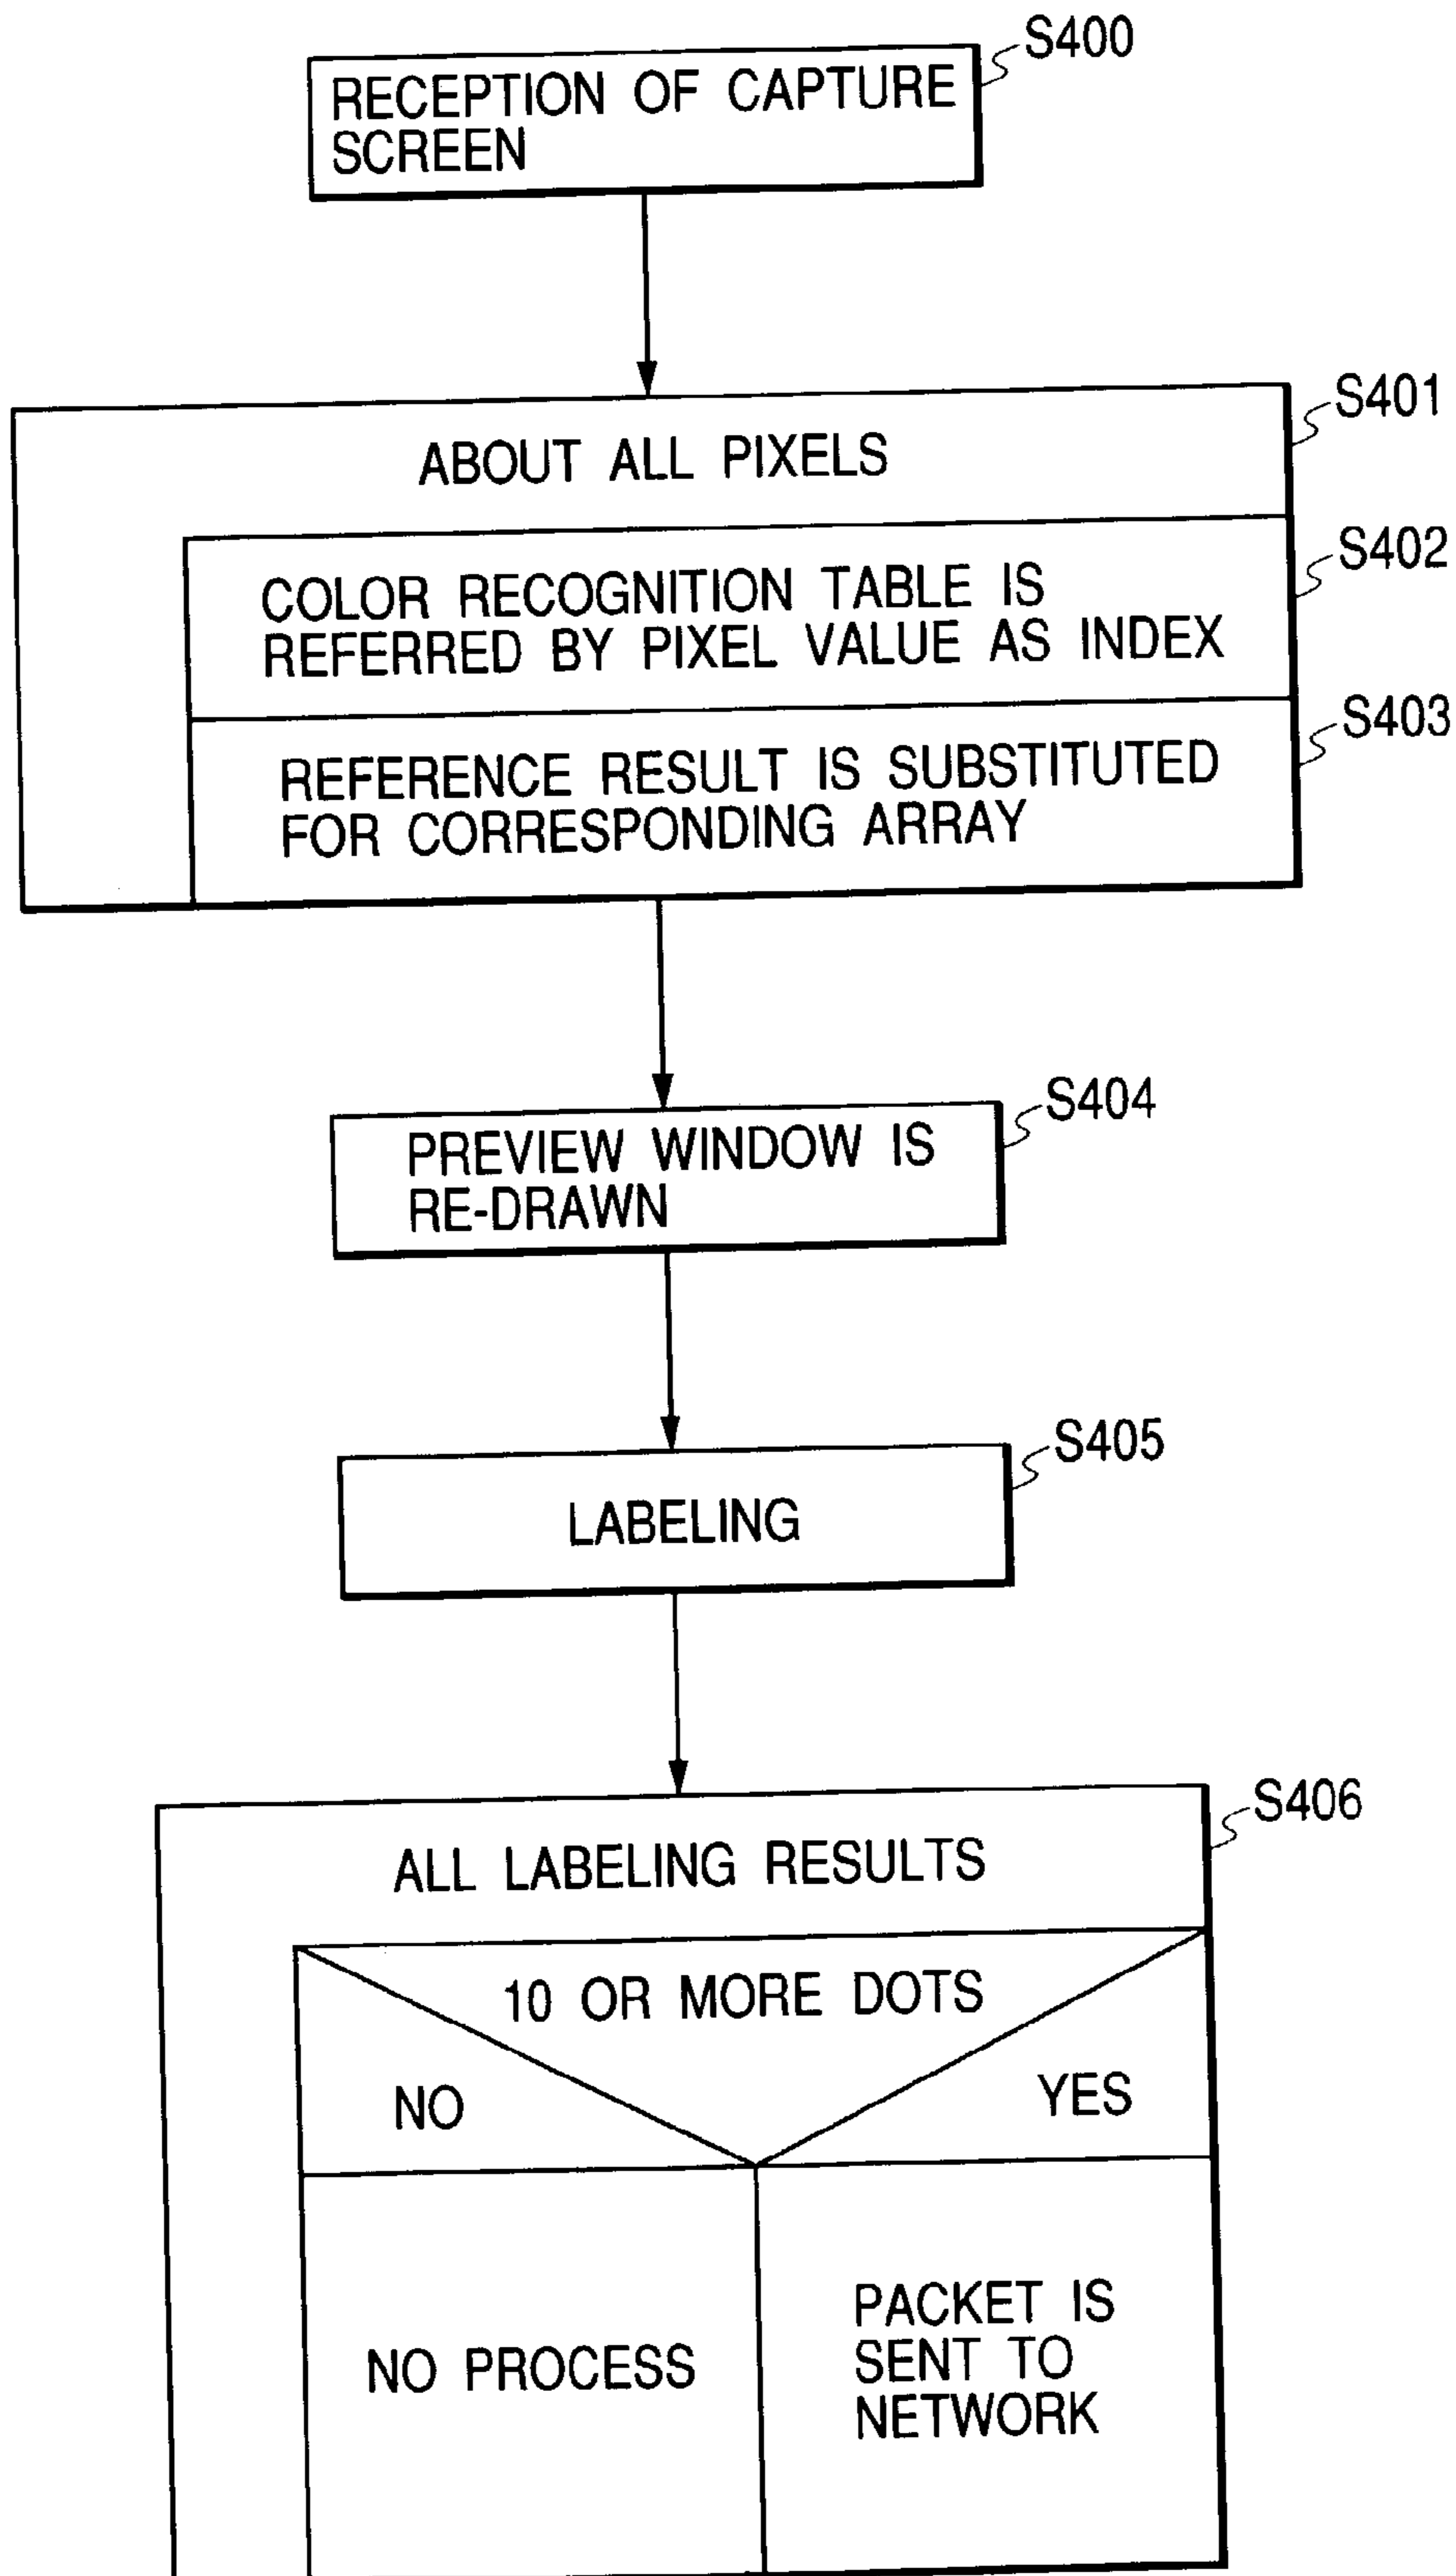 S400
RECEPTION OF CAPTURE
SCREEN
S401
ABOUT ALL PIXELS
S402
COLOR RECOGNITION TABLE IS
REFERRED BY PIXEL VALUE AS INDEX
S403
REFERENCE RESULT IS SUBSTITUTED
FOR CORRESPONDING ARRAY
S404
PREVIEW WINDOW IS
RE-DRAWN
S405
LABELING
S406
ALL LABELING RESULTS
10 OR MORE DOTS
NO
YES
NO PROCESS
PACKET IS
SENT TO
NETWORK